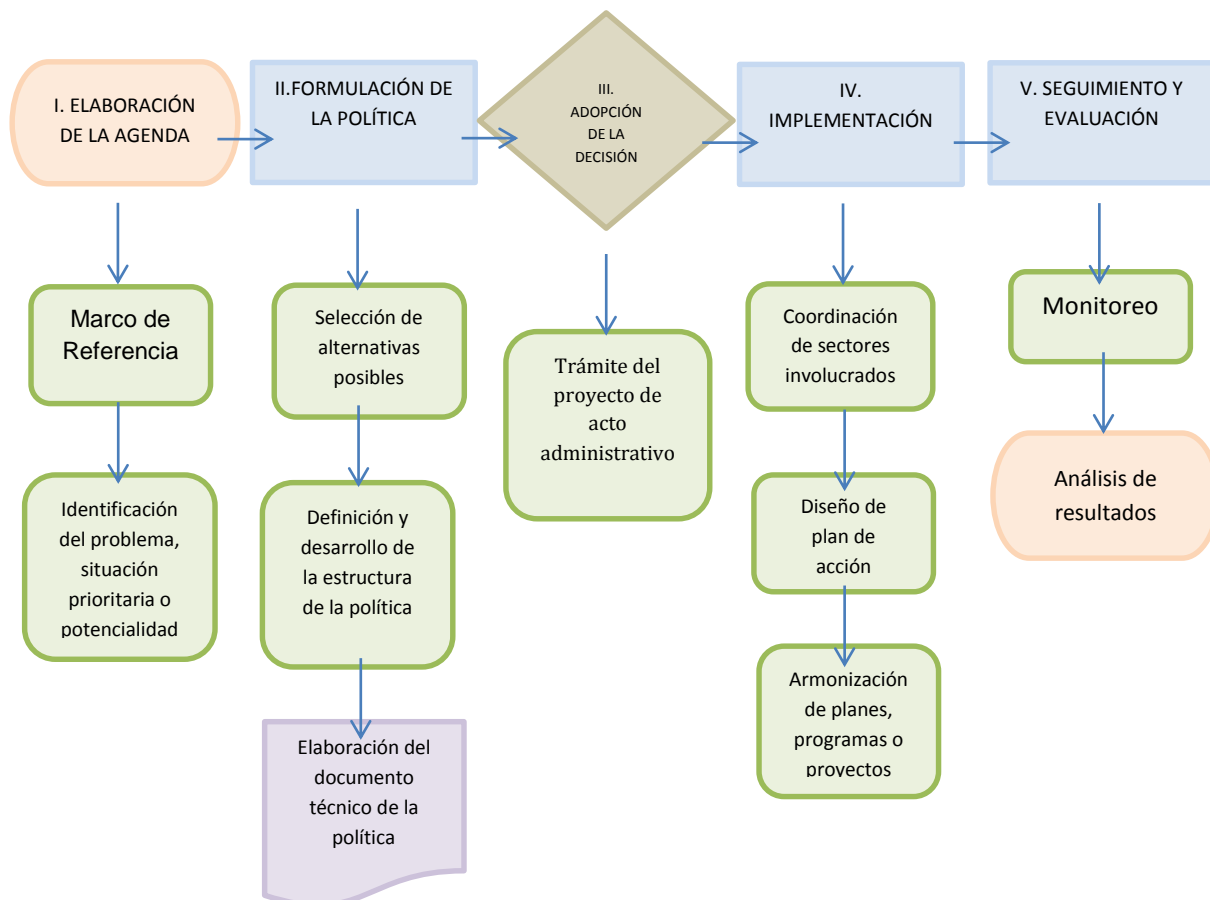 I. ELABORACIÓN
DE LA AGENDA
II.FORMULACIÓN DE
LA POLÍTICA
III.
ADOPCIÓN
DE LA
DECISIÓN
IV.
IMPLEMENTACIÓN
V. SEGUIMIENTO Y
EVALUACIÓN
Marco de
Referencia
Identificación
del problema,
situación
prioritaria o
potencialidad
Selección de
alternativas
posibles
Definición y
desarrollo de
la estructura
de la política
Elaboración del
documento
técnico de la
política
Trámite del
proyecto de
acto
administrativo
Coordinación
de sectores
involucrados
Diseño de
plan de
acción
Armonización
de planes,
programas o
proyectos
Monitoreo
Análisis de
resultados